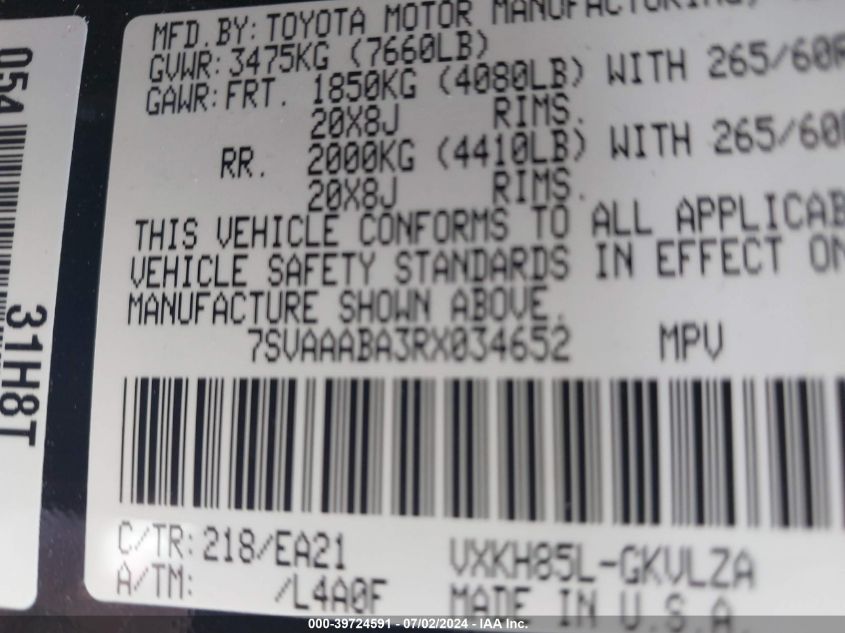 MFD. BY: TOYOTA MOTOR MANUFACTURING,
GVWR: 3475KG (7660LB)
GAWR: FRT. 1850KG (4080LB) WITH 265/60R
20X8J RIMS.
RR. 2000KG (4410LB) WITH 265/60
20X8J RIMS.
THIS VEHICLE CONFORMS TO ALL APPLICAB
VEHICLE SAFETY STANDARDS IN EFFECT ON
MANUFACTURE SHOWN ABOVE.
7SVAAABA3RX034652 MPV
C/TR: 218/EA21 VXKH85L-GKVLZA
A/TM: /L4A0F MADE IN U.S.A.
054
31H8T
000-39724591 - 07/02/2024 - IAA Inc.